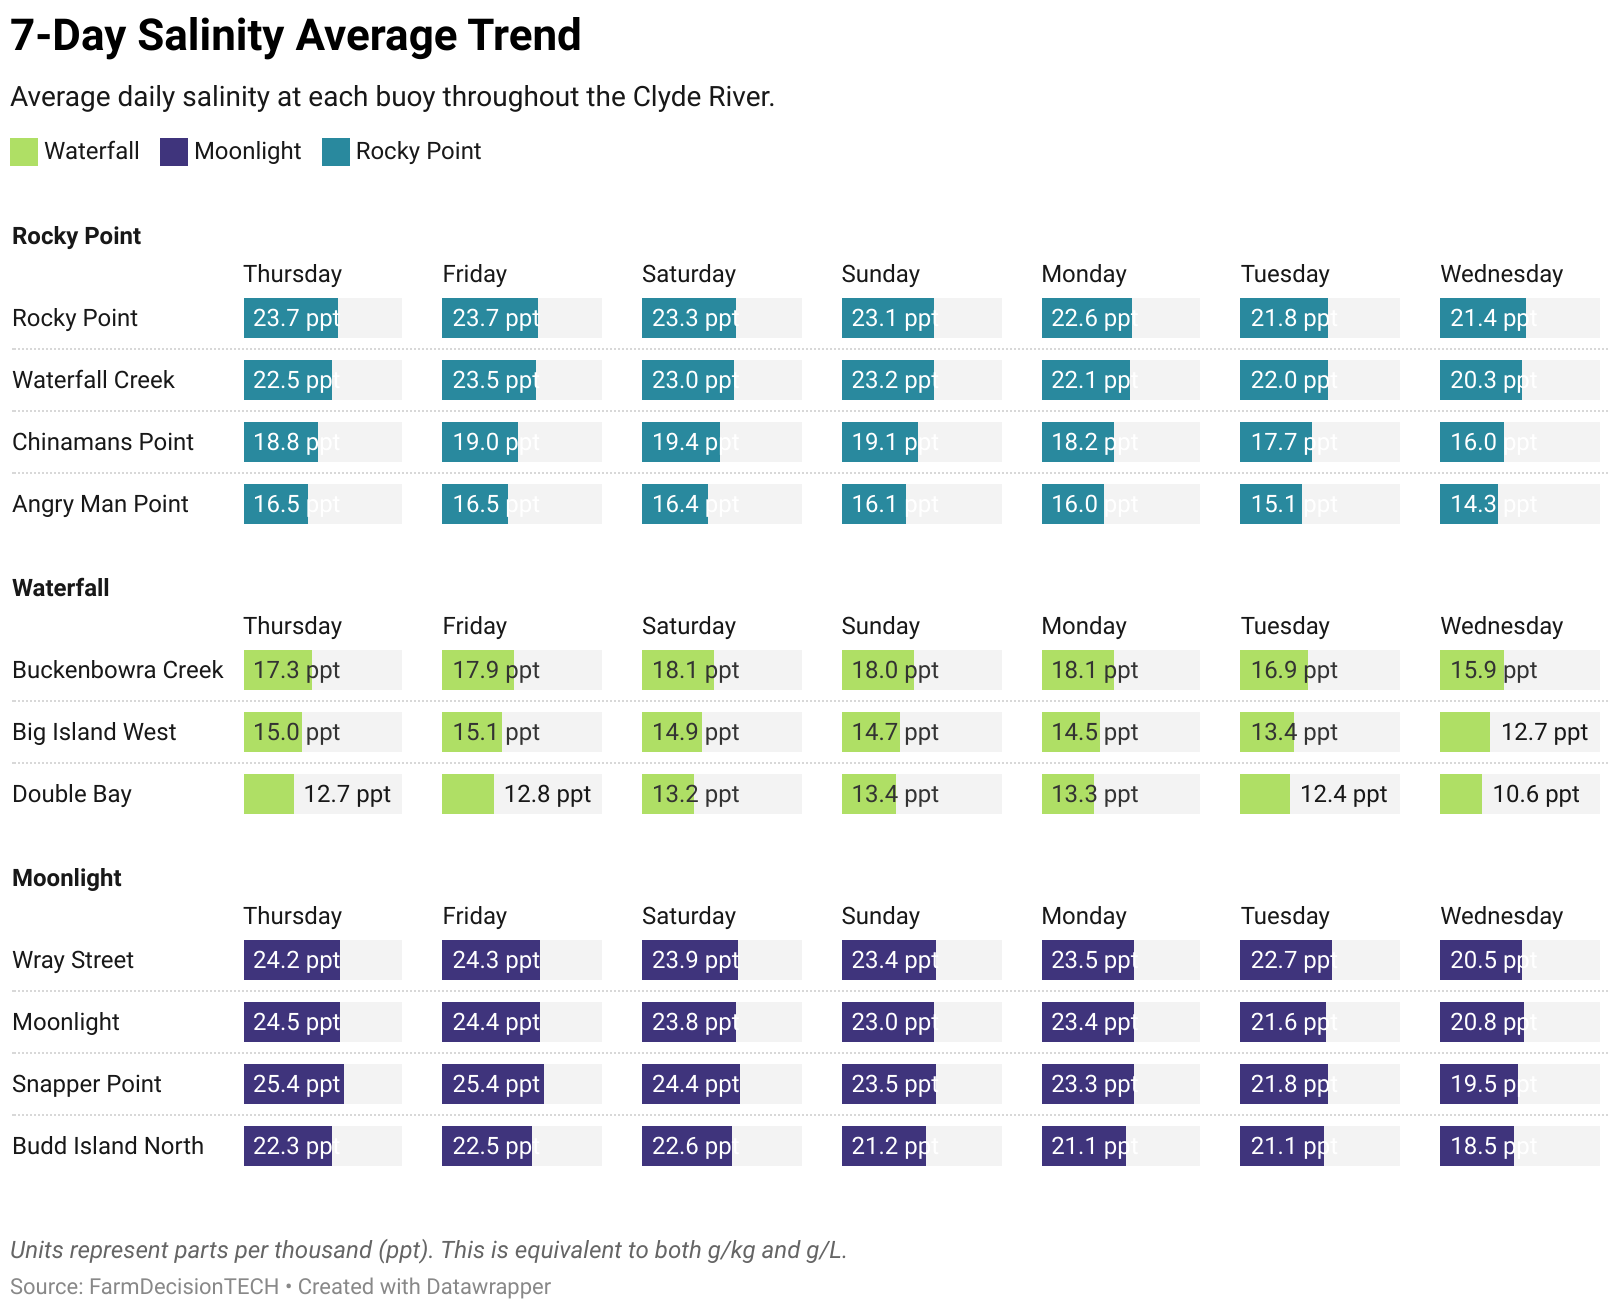 7-Day Salinity Average Trend
Average daily salinity at each buoy throughout the Clyde River.
Waterfall Moonlight Rocky Point
Rocky Point
Thursday Friday Saturday Sunday Monday Tuesday Wednesday
Rocky Point 23.7 ppt 23.7 ppt 23.3 ppt 23.1 ppt 22.6 ppt 21.8 ppt 21.4 ppt
Waterfall Creek 22.5 ppt 23.5 ppt 23.0 ppt 23.2 ppt 22.1 ppt 22.0 ppt 20.3 ppt
Chinamans Point 18.8 ppt 19.0 ppt 19.4 ppt 19.1 ppt 18.2 ppt 17.7 ppt 16.0 ppt
Angry Man Point 16.5 ppt 16.5 ppt 16.4 ppt 16.1 ppt 16.0 ppt 15.1 ppt 14.3 ppt
Waterfall
Thursday Friday Saturday Sunday Monday Tuesday Wednesday
Buckenbowra Creek 17.3 ppt 17.9 ppt 18.1 ppt 18.0 ppt 18.1 ppt 16.9 ppt 15.9 ppt
Big Island West 15.0 ppt 15.1 ppt 14.9 ppt 14.7 ppt 14.5 ppt 13.4 ppt 12.7 ppt
Double Bay 12.7 ppt 12.8 ppt 13.2 ppt 13.4 ppt 13.3 ppt 12.4 ppt 10.6 ppt
Moonlight
Thursday Friday Saturday Sunday Monday Tuesday Wednesday
Wray Street 24.2 ppt 24.3 ppt 23.9 ppt 23.4 ppt 23.5 ppt 22.7 ppt 20.5 ppt
Moonlight 24.5 ppt 24.4 ppt 23.8 ppt 23.0 ppt 23.4 ppt 21.6 ppt 20.8 ppt
Snapper Point 25.4 ppt 25.4 ppt 24.4 ppt 23.5 ppt 23.3 ppt 21.8 ppt 19.5 ppt
Budd Island North 22.3 ppt 22.5 ppt 22.6 ppt 21.2 ppt 21.1 ppt 21.1 ppt 18.5 ppt
Units represent parts per thousand (ppt). This is equivalent to both g/kg and g/L.
Source: FarmDecisionTECH • Created with Datawrapper